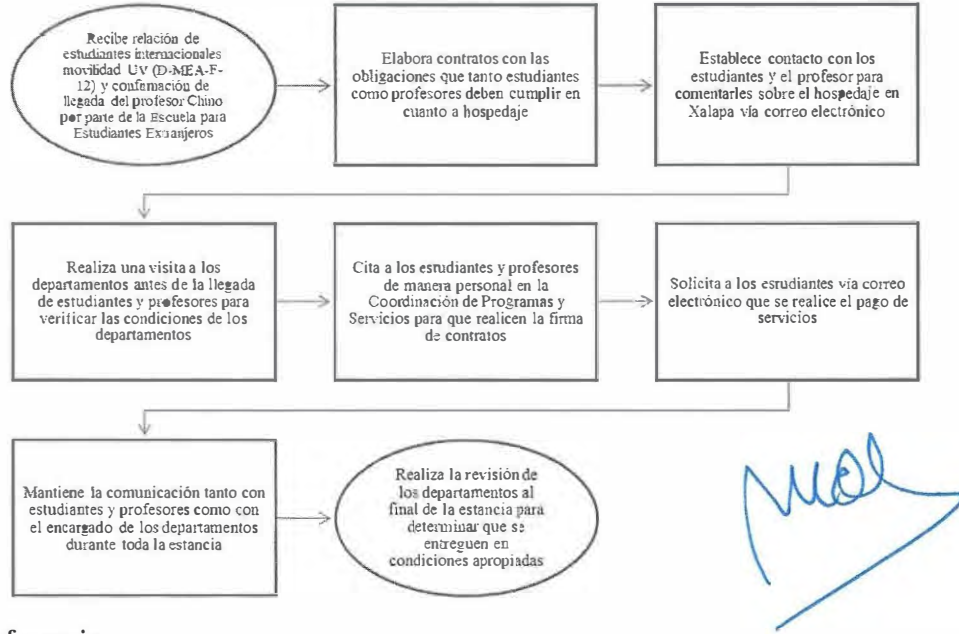 Recibe relación de
estudiantes internacionales
movilidad UV (D-MEA-F-
12) y confirmación de
llegada del profesor Chino
por parte de la Escuela para
Estudiantes Extranjeros
Elabora contratos con las
obligaciones que tanto estudiantes
como profesores deben cumplir en
cuanto a hospedaje
Establece contacto con los
estudiantes y el profesor para
comentarles sobre el hospedaje en
Xalapa vía correo electrónico
Realiza una visita a los
departamentos antes de la llegada
de estudiantes y profesores para
verificar las condiciones de los
departamentos
Cita a los estudiantes y profesores
de manera personal en la
Coordinación de Programas y
Servicios para que realicen la firma
de contratos
Solicita a los estudiantes vía correo
electrónico que se realice el pago de
servicios
Mantiene la comunicación tanto con
estudiantes y profesores como con
el encargado de los departamentos
durante toda la estancia
Realiza la revisión de
los departamentos al
final de la estancia para
determinar que se
entreguen en
condiciones apropiadas